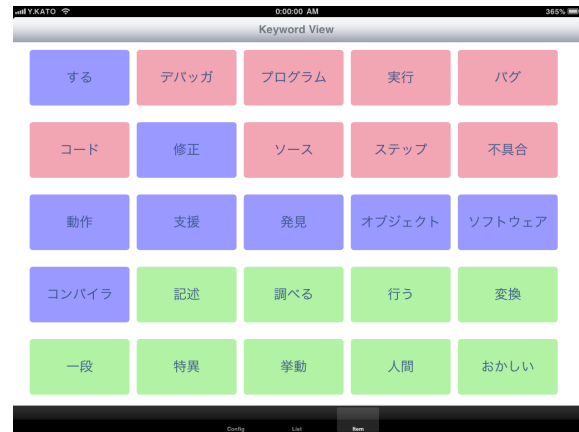 Y.KATO 0:00:00 AM 365%
Keyword View
する デバッガ プログラム 実行 バグ
コード 修正 ソース ステップ 不具合
動作 支援 発見 オブジェクト ソフトウェア
コンパイラ 記述 調べる 行う 変換
一段 特異 挙動 人間 おかしい
Config List Item